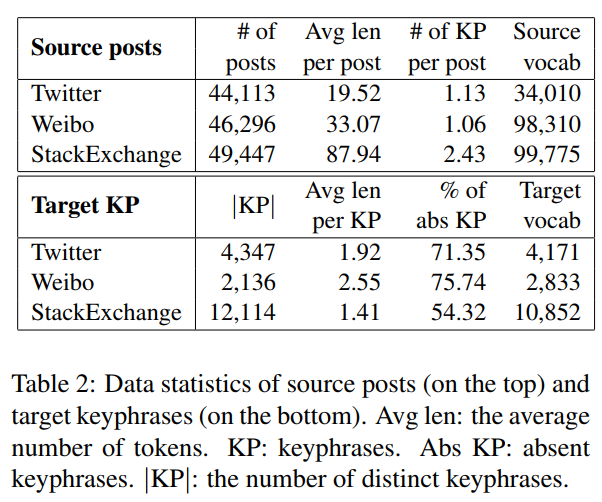 Source posts # of posts Avg len per post # of KP per post Source vocab
Twitter 44,113 19.52 1.13 34,010
Weibo 46,296 33.07 1.06 98,310
StackExchange 49,447 87.94 2.43 99,775
Target KP |KP| Avg len per KP % of abs KP Target vocab
Twitter 4,347 1.92 71.35 4,171
Weibo 2,136 2.55 75.74 2,833
StackExchange 12,114 1.41 54.32 10,852
Table 2: Data statistics of source posts (on the top) and
target keyphrases (on the bottom). Avg len: the average
number of tokens. KP: keyphrases. Abs KP: absent
keyphrases. |KP|: the number of distinct keyphrases.